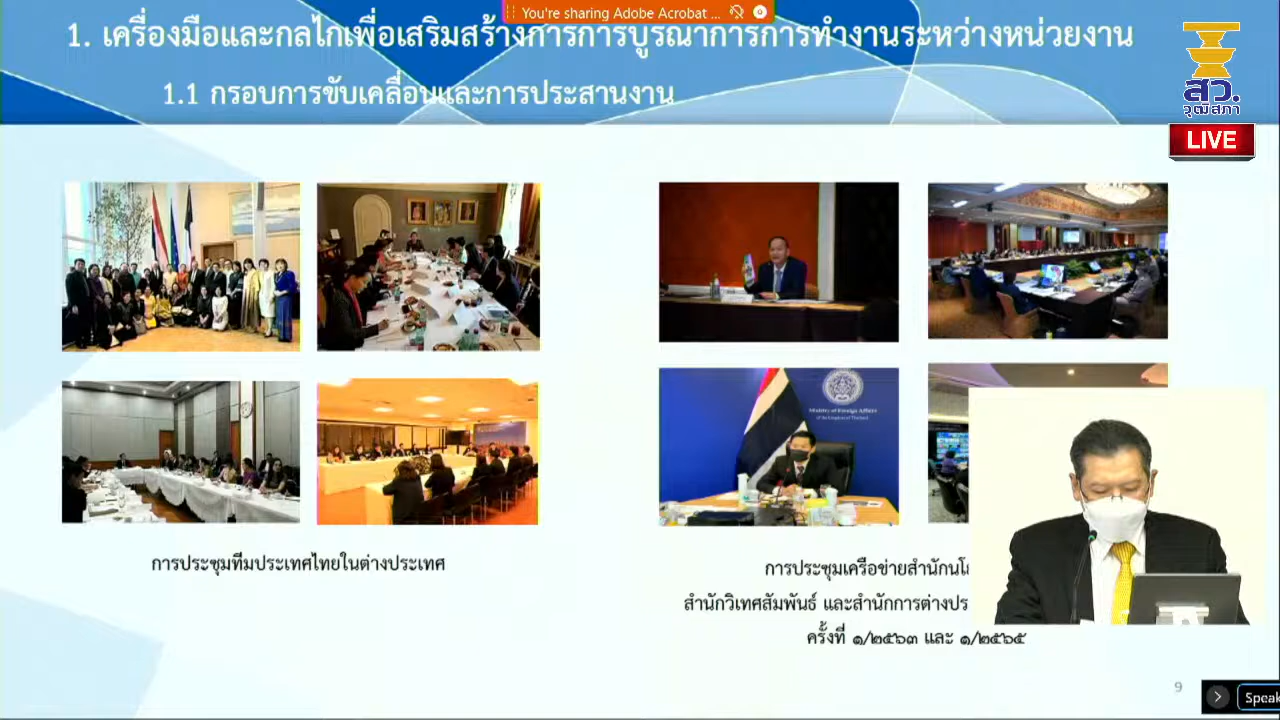 You're sharing Adobe Acrobat ...
1. เครื่องมือและกลไกเพื่อเสริมสร้างการการบูรณาการการทำงานระหว่างหน่วยงาน
1.1 กรอบการขับเคลื่อนและการประสานงาน
สว.
วุฒิสภา
LIVE
Ministry of Foreign Affairs
of the Kingdom of Thailand
การประชุมทีมประเทศไทยในต่างประเทศ
การประชุมเครือข่ายสำนักนโย
สำนักวิเทศสัมพันธ์ และสำนักการต่างประ
ครั้งที่ ๑/๒๕๖๓ และ ๑/๒๕๖๕
9
Speak